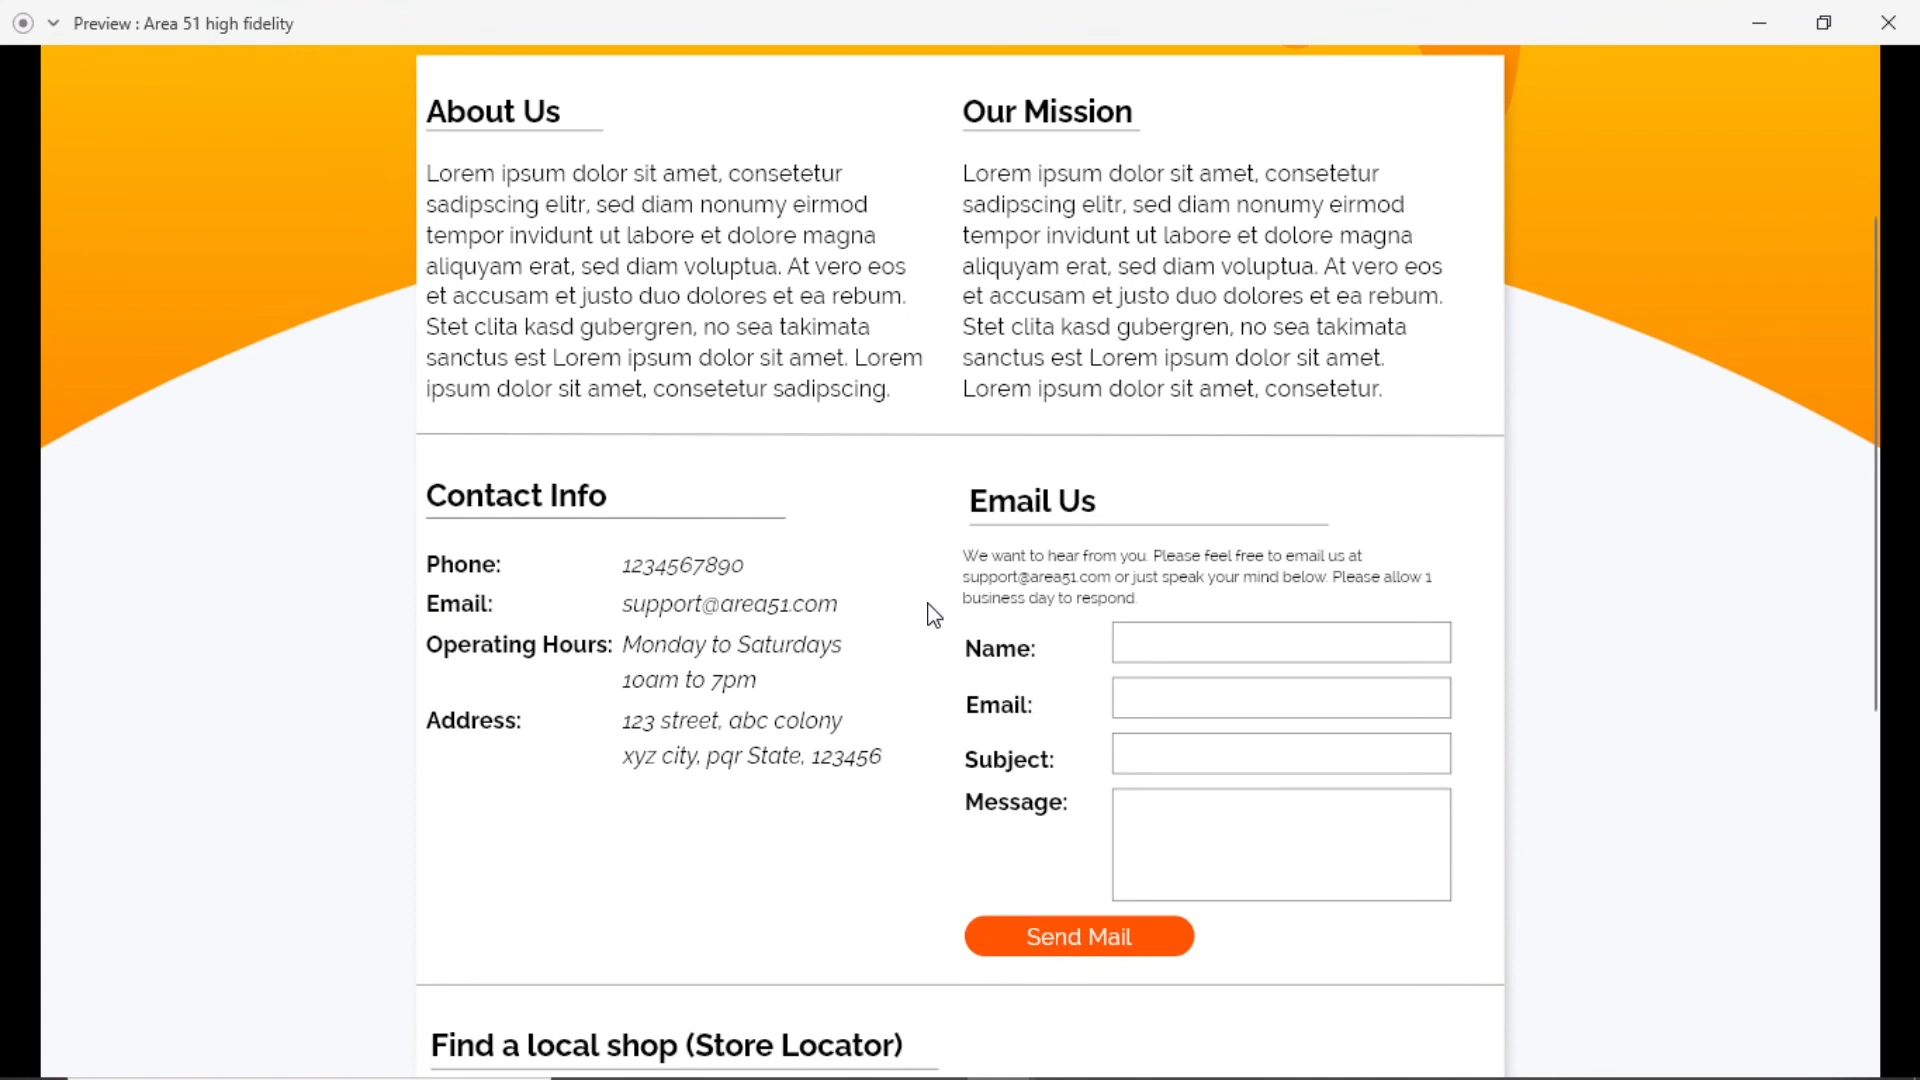 Preview : Area 51 high fidelity
About Us
Lorem ipsum dolor sit amet, consetetur
sadipscing elitr, sed diam nonumy eirmod
tempor invidunt ut labore et dolore magna
aliquyam erat, sed diam voluptua. At vero eos
et accusam et justo duo dolores et ea rebum.
Stet clita kasd gubergren, no sea takimata
sanctus est Lorem ipsum dolor sit amet. Lorem
ipsum dolor sit amet, consetetur sadipscing.
Our Mission
Lorem ipsum dolor sit amet, consetetur
sadipscing elitr, sed diam nonumy eirmod
tempor invidunt ut labore et dolore magna
aliquyam erat, sed diam voluptua. At vero eos
et accusam et justo duo dolores et ea rebum.
Stet clita kasd gubergren, no sea takimata
sanctus est Lorem ipsum dolor sit amet.
Lorem ipsum dolor sit amet, consetetur.
Contact Info
Phone: 1234567890
Email: support@area51.com
Operating Hours: Monday to Saturdays
10am to 7pm
Address: 123 street, abc colony
xyz city, pqr State, 123456
Email Us
We want to hear from you. Please feel free to email us at
support@area51.com or just speak your mind below. Please allow 1
business day to respond.
Name:
Email:
Subject:
Message:
Send Mail
Find a local shop (Store Locator)